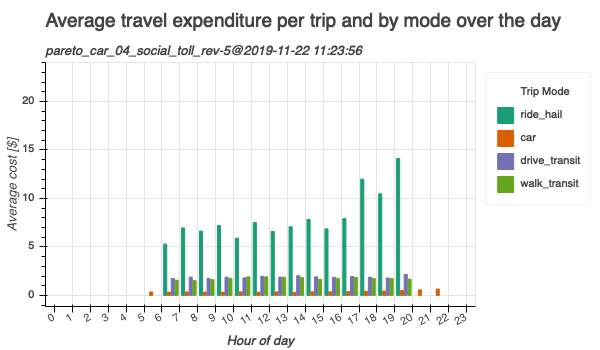 Average travel expenditure per trip and by mode over the day
pareto_car_04_social_toll_rev-5@2019-11-22 11:23:56
Average cost [$]
20
15
10
5
0
0 1 2 3 4 5 6 7 8 9 10 11 12 13 14 15 16 17 18 19 20 21 22 23
Hour of day
Trip Mode
ride_hail
car
drive_transit
walk_transit